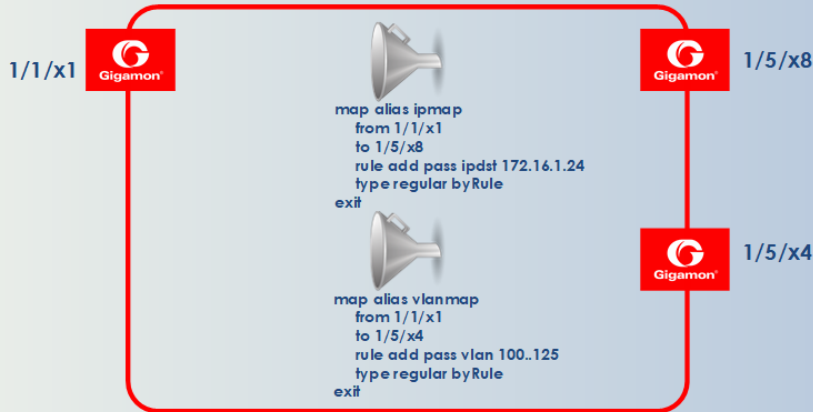 1/1/x1
Gigamon®
map alias ipmap
from 1/1/x1
to 1/5/x8
rule add pass ipdst 172.16.1.24
type regular byRule
exit
Gigamon®
1/5/x8
map alias vlanmap
from 1/1/x1
to 1/5/x4
rule add pass vlan 100..125
type regular byRule
exit
Gigamon®
1/5/x4